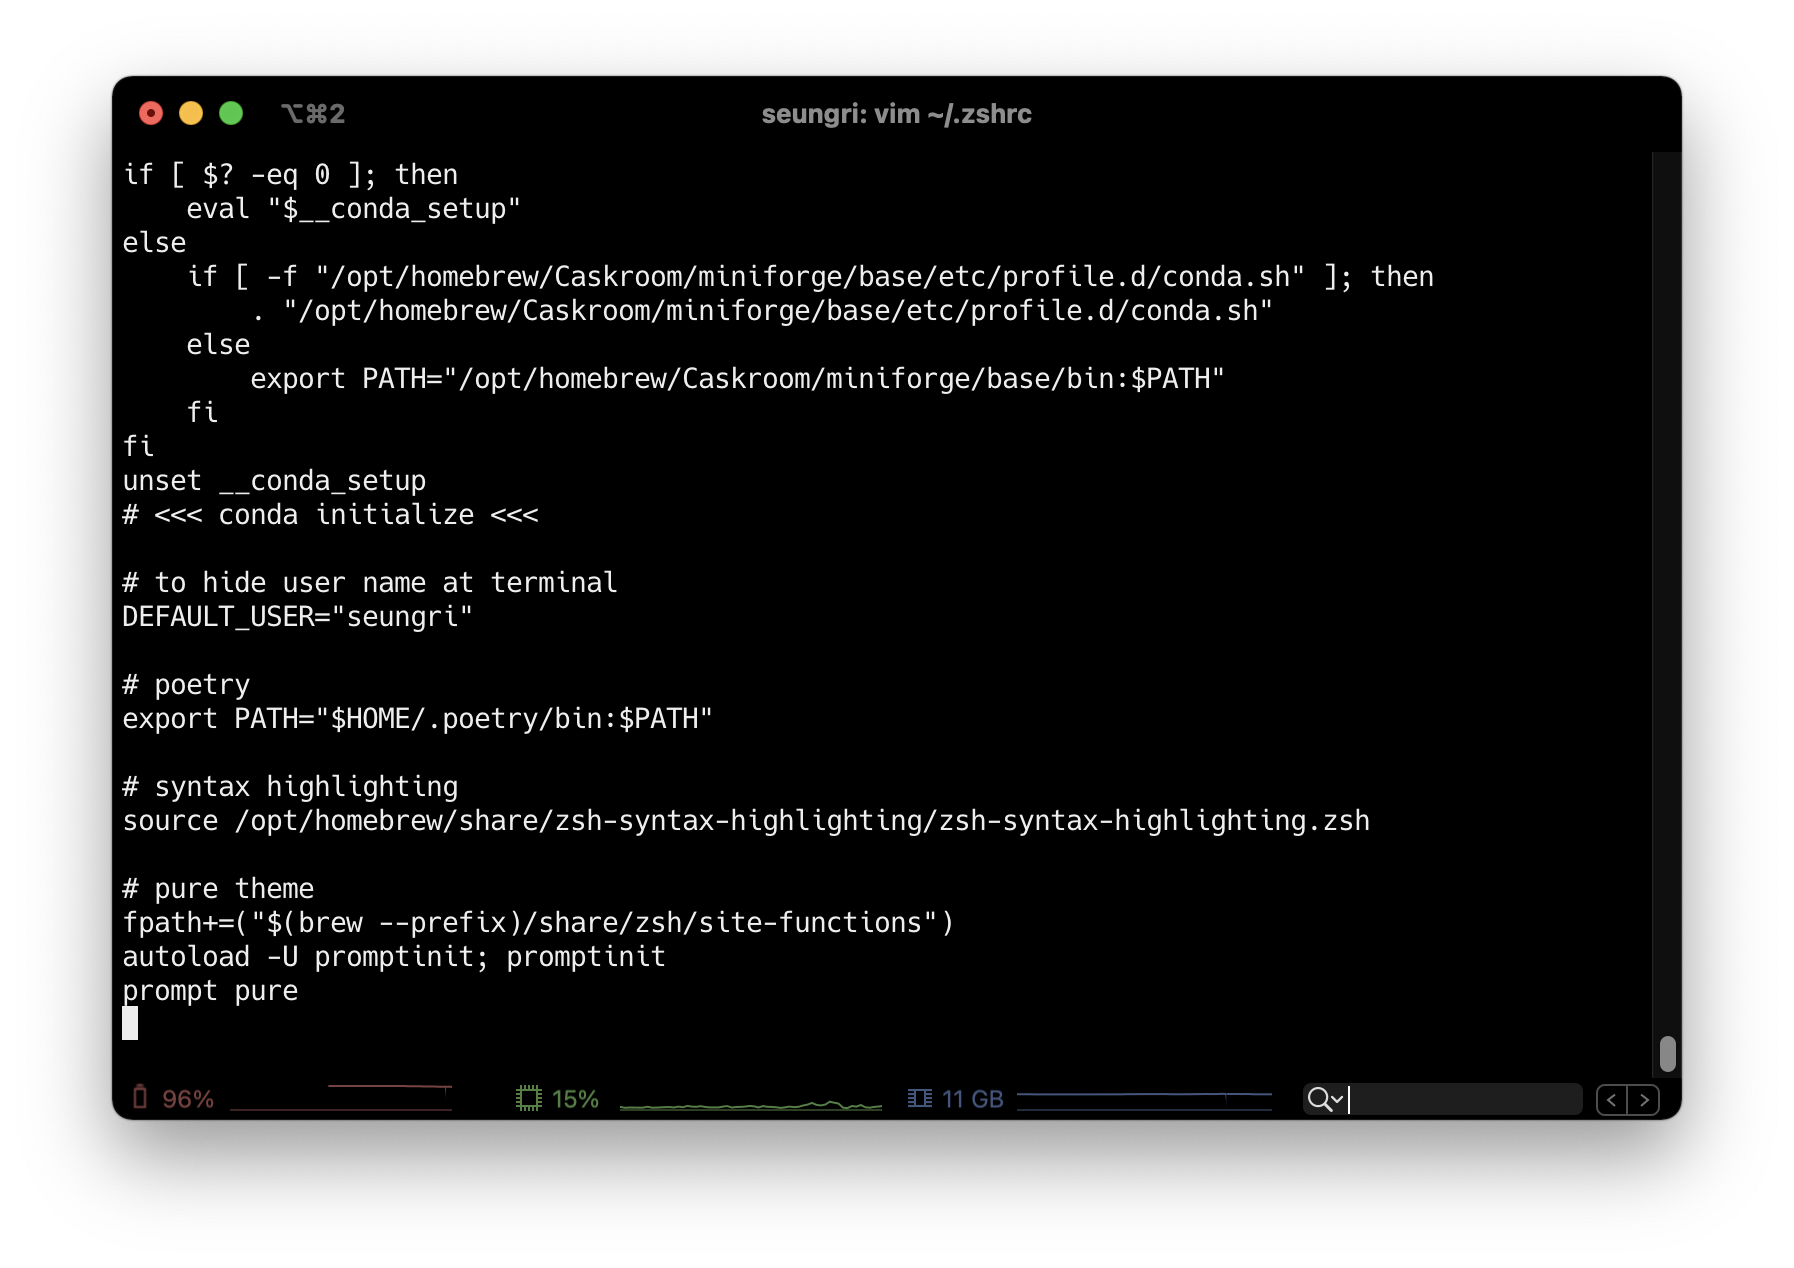 ⌥⌘2
seungri: vim ~/.zshrc
if [ $? -eq 0 ]; then
    eval "$__conda_setup"
else
    if [ -f "/opt/homebrew/Caskroom/miniforge/base/etc/profile.d/conda.sh" ]; then
        . "/opt/homebrew/Caskroom/miniforge/base/etc/profile.d/conda.sh"
    else
        export PATH="/opt/homebrew/Caskroom/miniforge/base/bin:$PATH"
    fi
fi
unset __conda_setup
# <<< conda initialize <<<

# to hide user name at terminal
DEFAULT_USER="seungri"

# poetry
export PATH="$HOME/.poetry/bin:$PATH"

# syntax highlighting
source /opt/homebrew/share/zsh-syntax-highlighting/zsh-syntax-highlighting.zsh

# pure theme
fpath+=("$(brew --prefix)/share/zsh/site-functions")
autoload -U promptinit; promptinit
prompt pure
96% 15% 11 GB